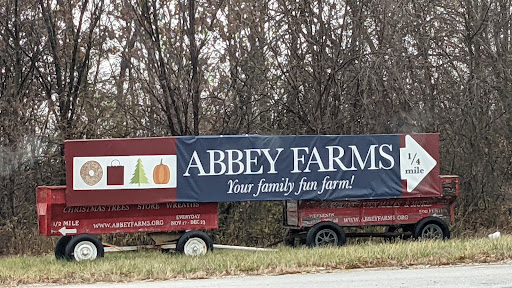 ABBEY FARMS
Your family fun farm!
1/4
MILE
CHRISTMAS TREES STORE WREATHS
1/2 MILE
WWW.ABBEYFARMS.ORG
EVERYDAY
NOV 17 - DEC 23
WWW.ABBEYFARMS.ORG